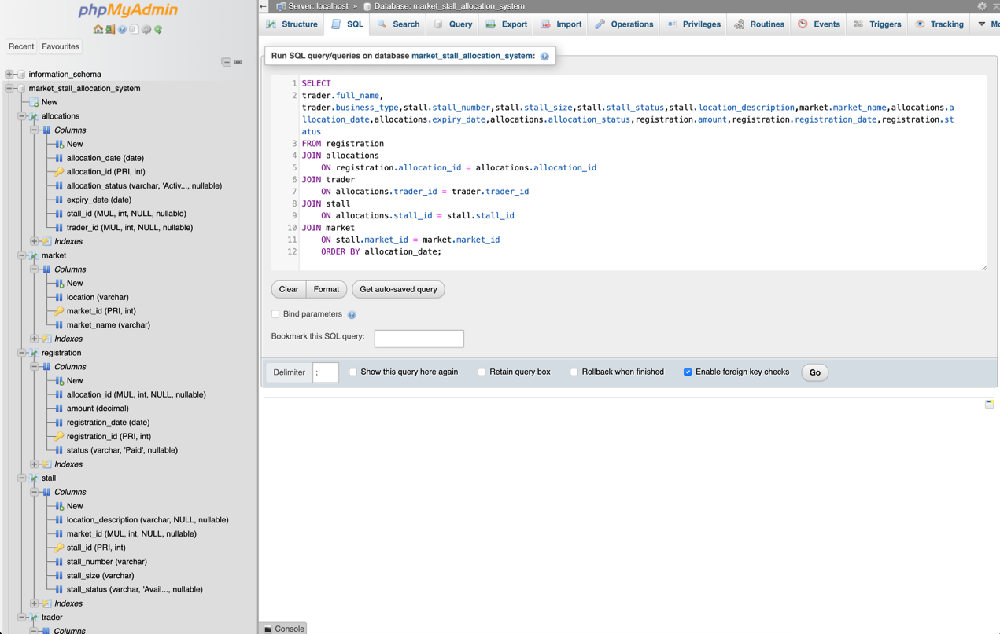 phpMyAdmin
Recent
Favourites
information_schema
market_stall_allocation_system
New
allocations
Columns
New
allocation_date (date)
allocation_id (PRI, int)
allocation_status (varchar, 'Activ..., nullable)
expiry_date (date)
stall_id (MUL, int, NULL, nullable)
trader_id (MUL, int, NULL, nullable)
Indexes
market
Columns
New
location (varchar)
market_id (PRI, int)
market_name (varchar)
Indexes
registration
Columns
New
allocation_id (MUL, int, NULL, nullable)
amount (decimal)
registration_date (date)
registration_id (PRI, int)
status (varchar, 'Paid', nullable)
Indexes
stall
Columns
New
location_description (varchar, NULL, nullable)
market_id (MUL, int, NULL, nullable)
stall_id (PRI, int)
stall_number (varchar)
stall_size (varchar)
stall_status (varchar, 'Avail..., nullable)
Indexes
trader
Columns
Server: localhost » Database: market_stall_allocation_system
Structure SQL Search Query Export Import Operations Privileges Routines Events Triggers Tracking Mo
Run SQL query/queries on database market_stall_allocation_system:
1 SELECT
2 trader.full_name,
trader.business_type,stall.stall_number,stall.stall_size,stall.stall_status,stall.location_description,market.market_name,allocations.a
llocation_date,allocations.expiry_date,allocations.allocation_status,registration.amount,registration.registration_date,registration.st
atus
3 FROM registration
4 JOIN allocations
5 ON registration.allocation_id = allocations.allocation_id
6 JOIN trader
7 ON allocations.trader_id = trader.trader_id
8 JOIN stall
9 ON allocations.stall_id = stall.stall_id
10 JOIN market
11 ON stall.market_id = market.market_id
12 ORDER BY allocation_date;
Clear Format Get auto-saved query
Bind parameters
Bookmark this SQL query:
Delimiter ; Show this query here again Retain query box Rollback when finished Enable foreign key checks Go
Console